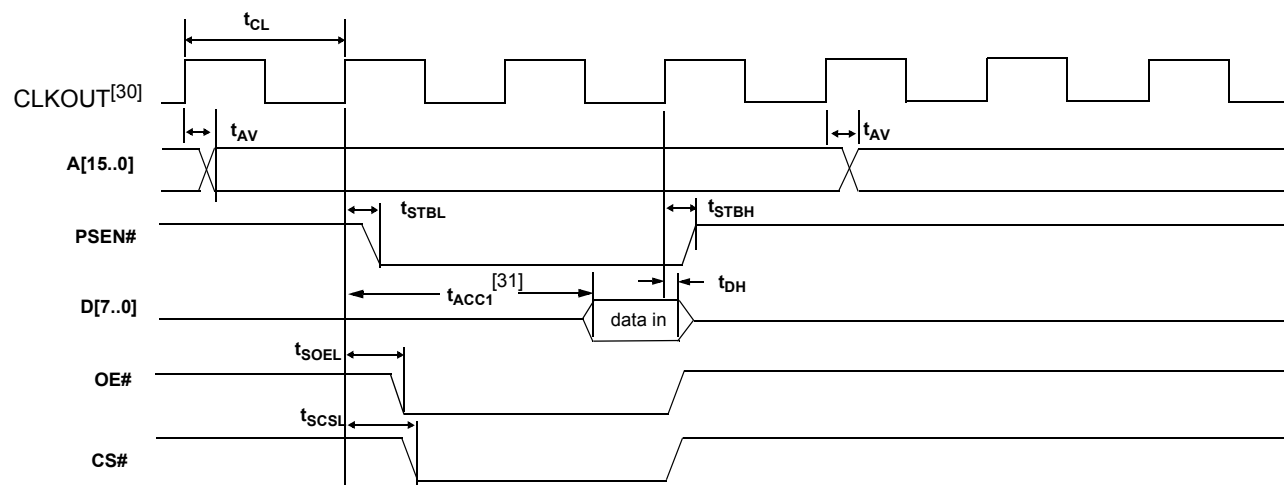 tCL
CLKOUT[30]
tAV
tAV
A[15..0]
tSTBL
tSTBH
PSEN#
tACC1[31]
tDH
D[7..0]
data in
tSOEL
OE#
tSCSL
CS#